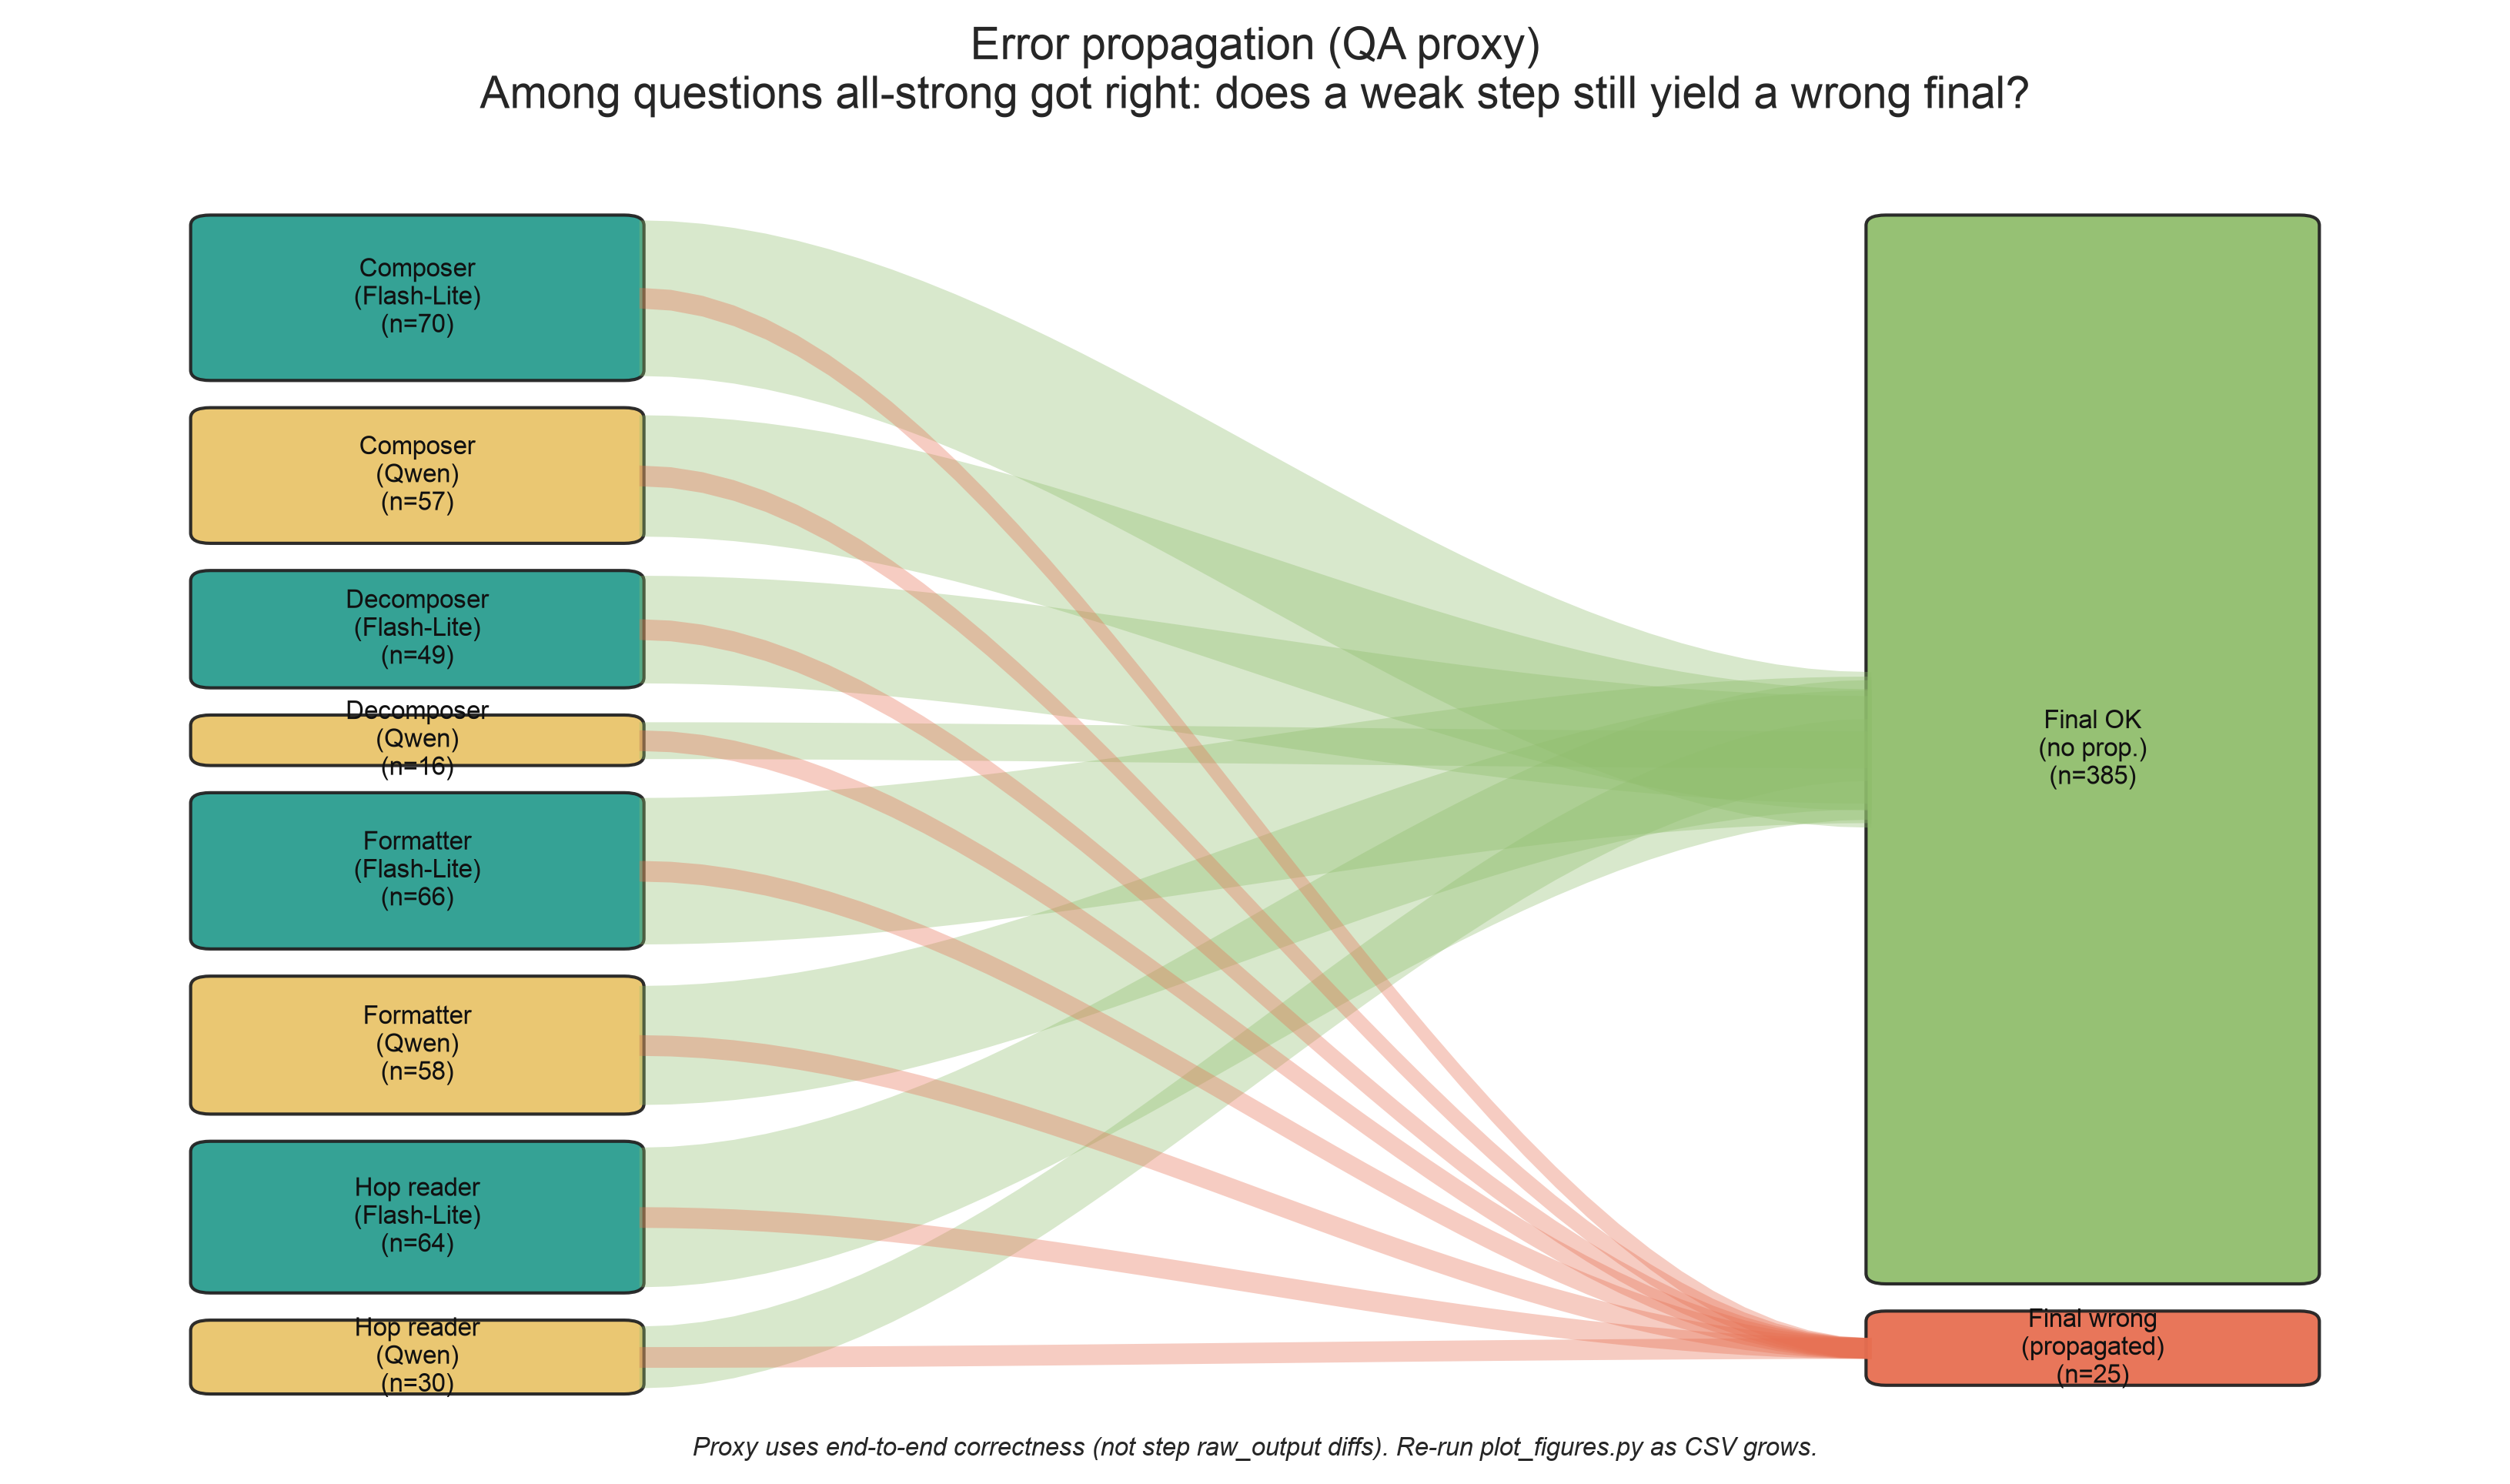 Error propagation (QA proxy)
Among questions all-strong got right: does a weak step still yield a wrong final?
Composer
(Flash-Lite)
(n=70)
Composer
(Qwen)
(n=57)
Decomposer
(Flash-Lite)
(n=49)
Decomposer
(Qwen)
(n=16)
Formatter
(Flash-Lite)
(n=66)
Formatter
(Qwen)
(n=58)
Hop reader
(Flash-Lite)
(n=64)
Hop reader
(Qwen)
(n=30)
Final OK
(no prop.)
(n=385)
Final wrong
(propagated)
(n=25)
Proxy uses end-to-end correctness (not step raw_output diffs). Re-run plot_figures.py as CSV grows.